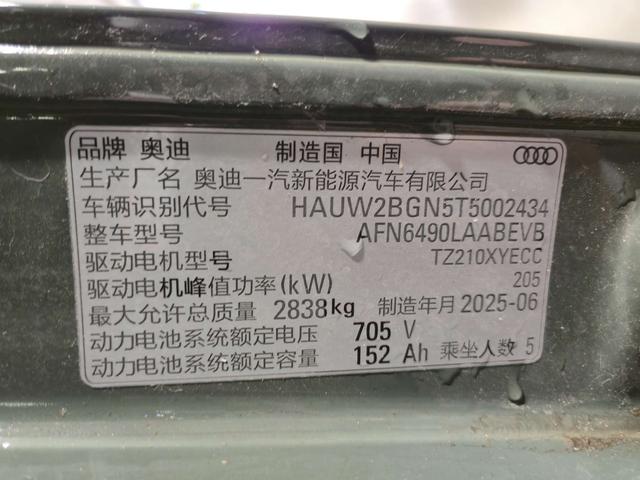 品牌 奥迪 制造国 中国
生产厂名 奥迪一汽新能源汽车有限公司
车辆识别代号 HAUW2BGN5T5002434
整车型号 AFN6490LAABEVB
驱动电机型号 TZ210XYECC
驱动电机峰值功率(kW) 205
最大允许总质量 2838kg 制造年月 2025-06
动力电池系统额定电压 705 V
动力电池系统额定容量 152 Ah 乘坐人数 5